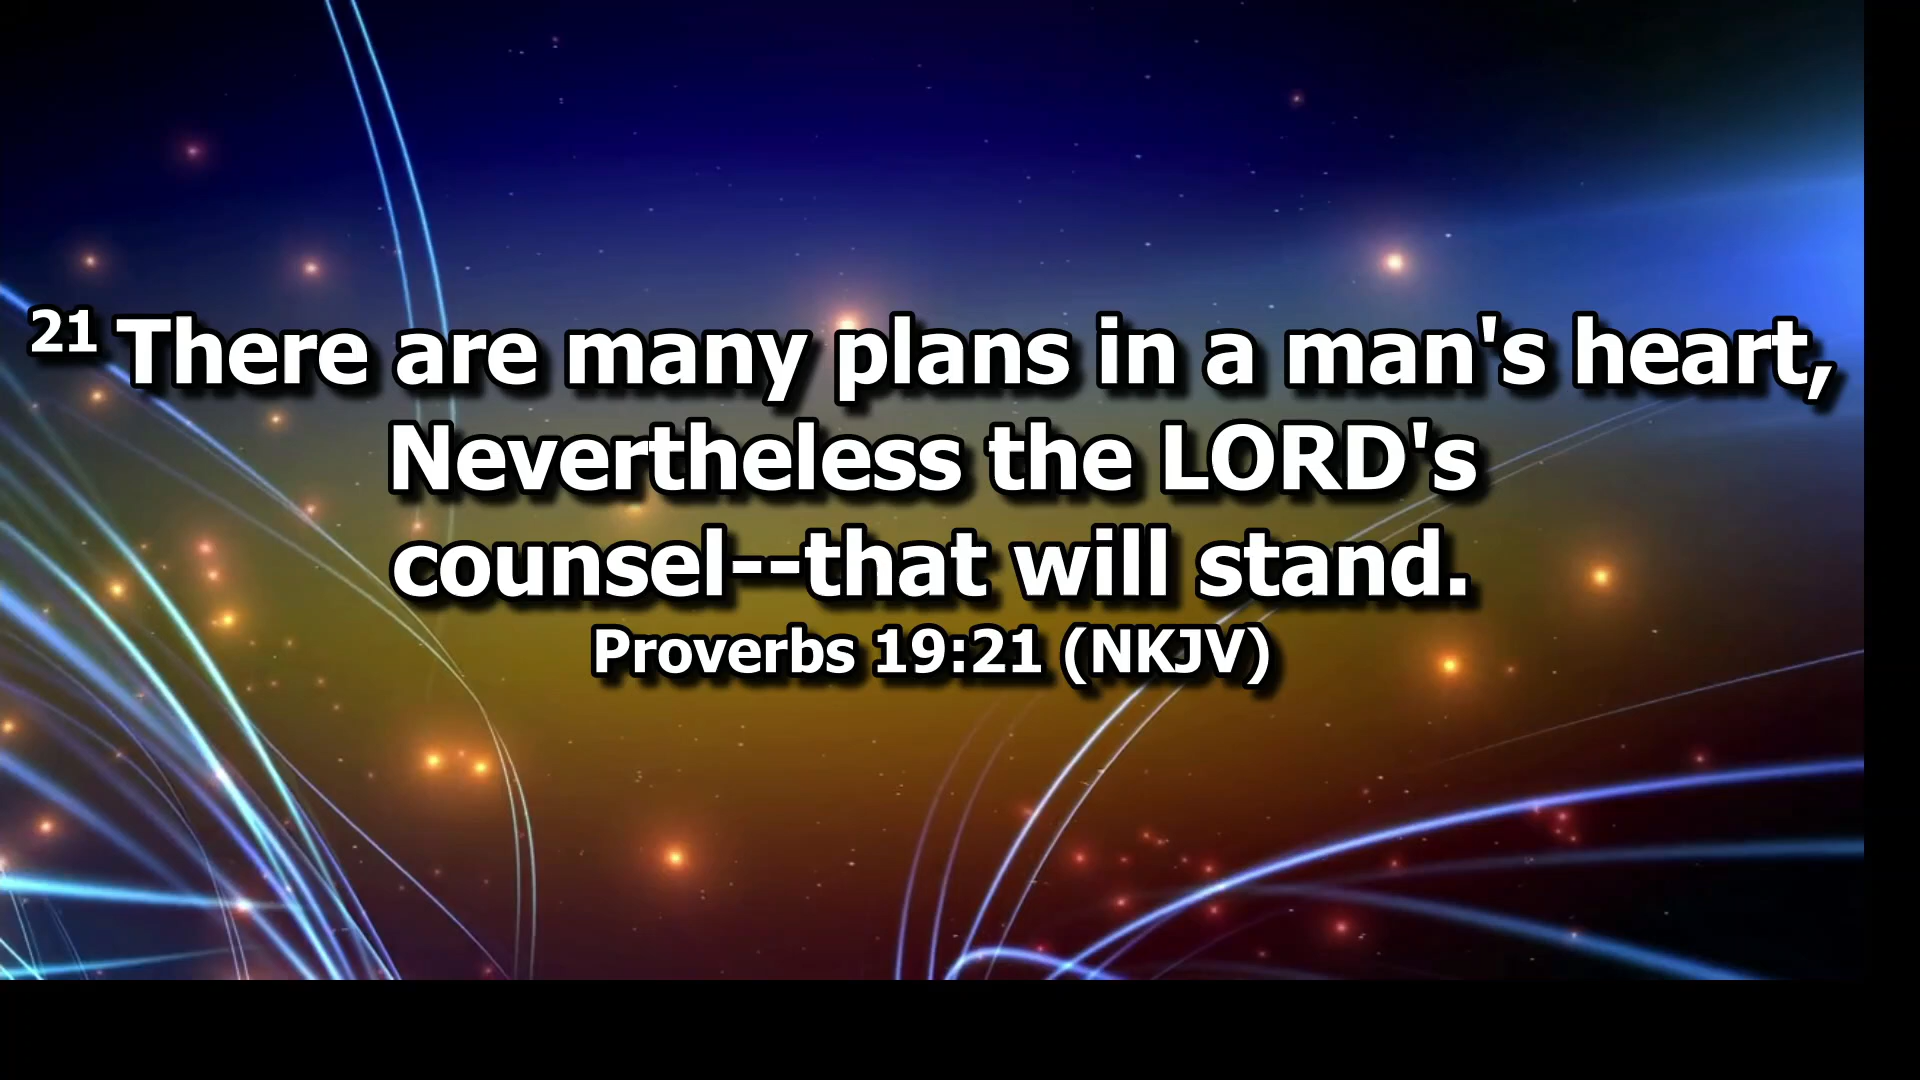 21 There are many plans in a man's heart,
Nevertheless the LORD's
counsel--that will stand.
Proverbs 19:21 (NKJV)